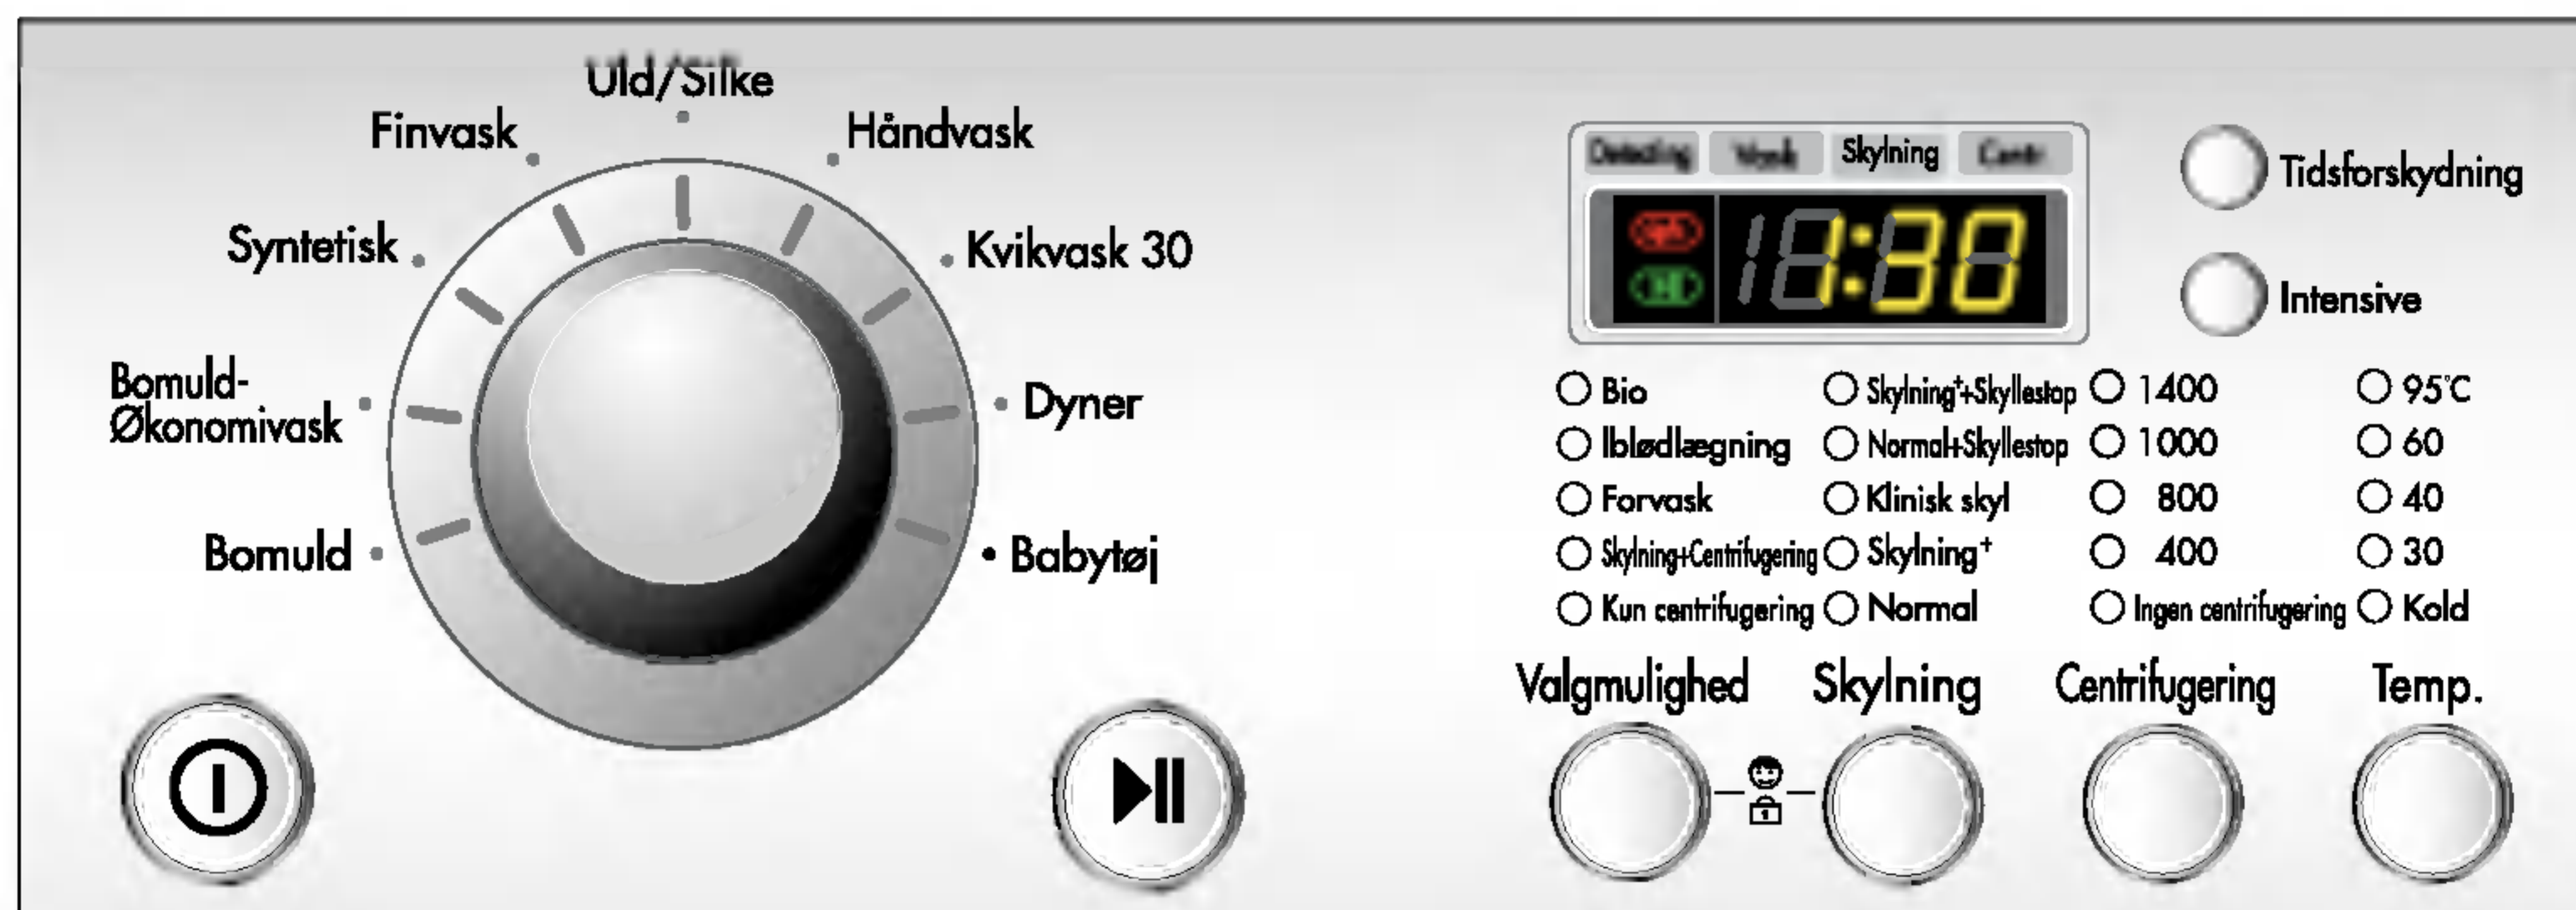 Uld/Silke
Finvask
Håndvask
Syntetisk
Kvikvask 30
Bomuld-
Økonomivask
Dyner
Bomuld
Babytøj
Skylning
1:30
Tidsforskydning
Intensive
Bio
Iblødlægning
Forvask
Skylning+Centrifugering
Kun centrifugering
Skylning⁺+Skyllestop
Normal+Skyllestop
Klinisk skyl
Skylning⁺
Normal
1400
1000
800
400
Ingen centrifugering
95°C
60
40
30
Kold
Valgmulighed
Skylning
Centrifugering
Temp.